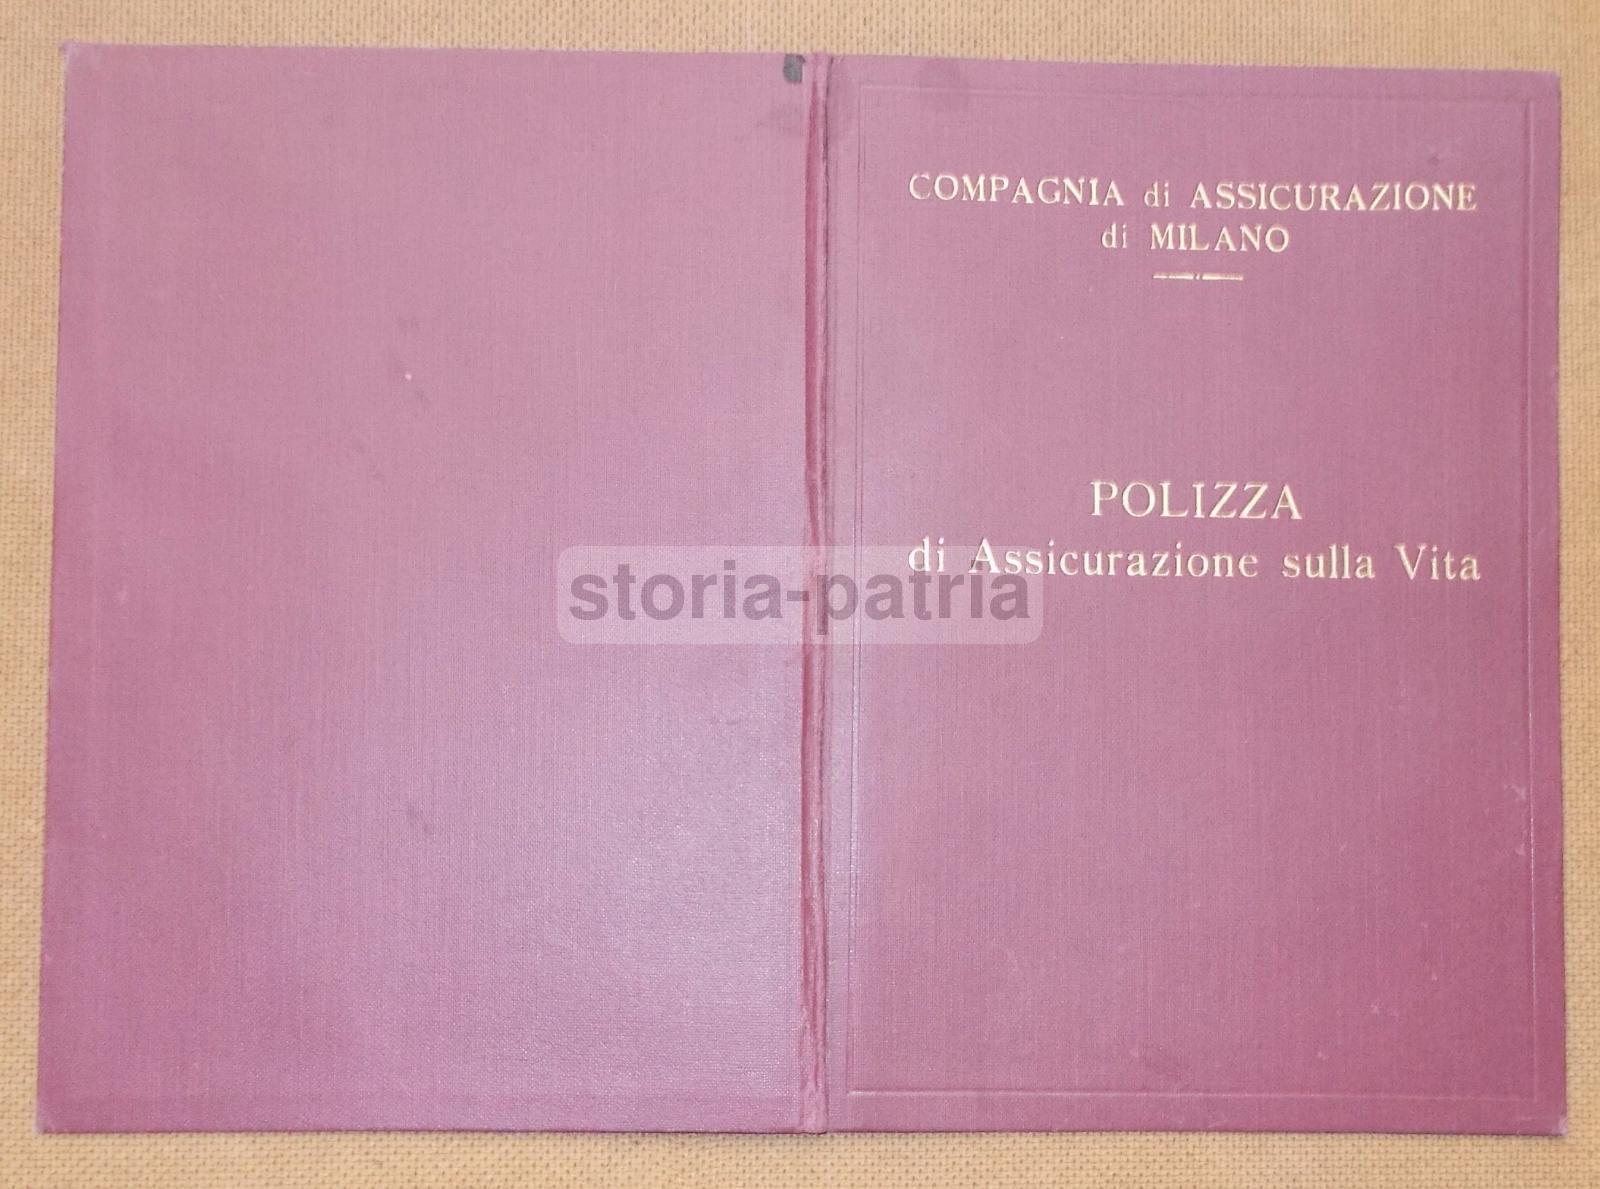 COMPAGNIA di ASSICURAZIONE
di MILANO
POLIZZA
di Assicurazione sulla Vita
storia-patria